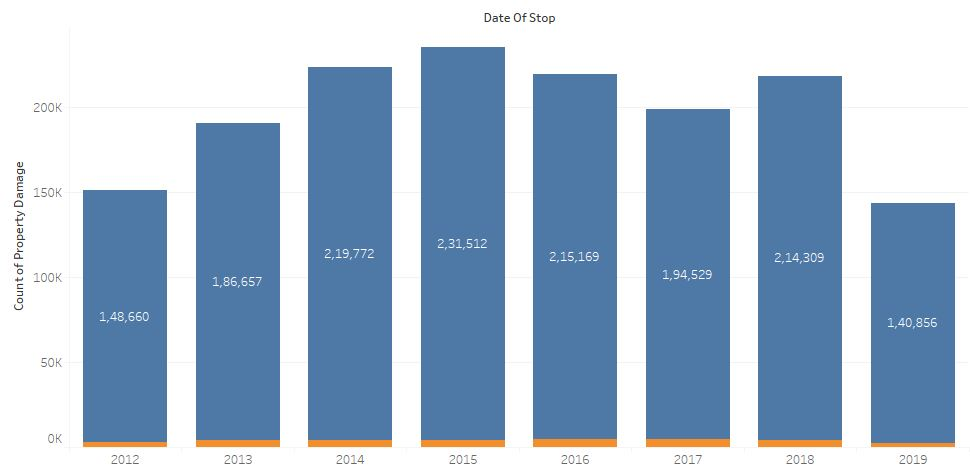 Date Of Stop
Count of Property Damage
200K
150K
100K
50K
0K
1,48,660
1,86,657
2,19,772
2,31,512
2,15,169
1,94,529
2,14,309
1,40,856
2012
2013
2014
2015
2016
2017
2018
2019